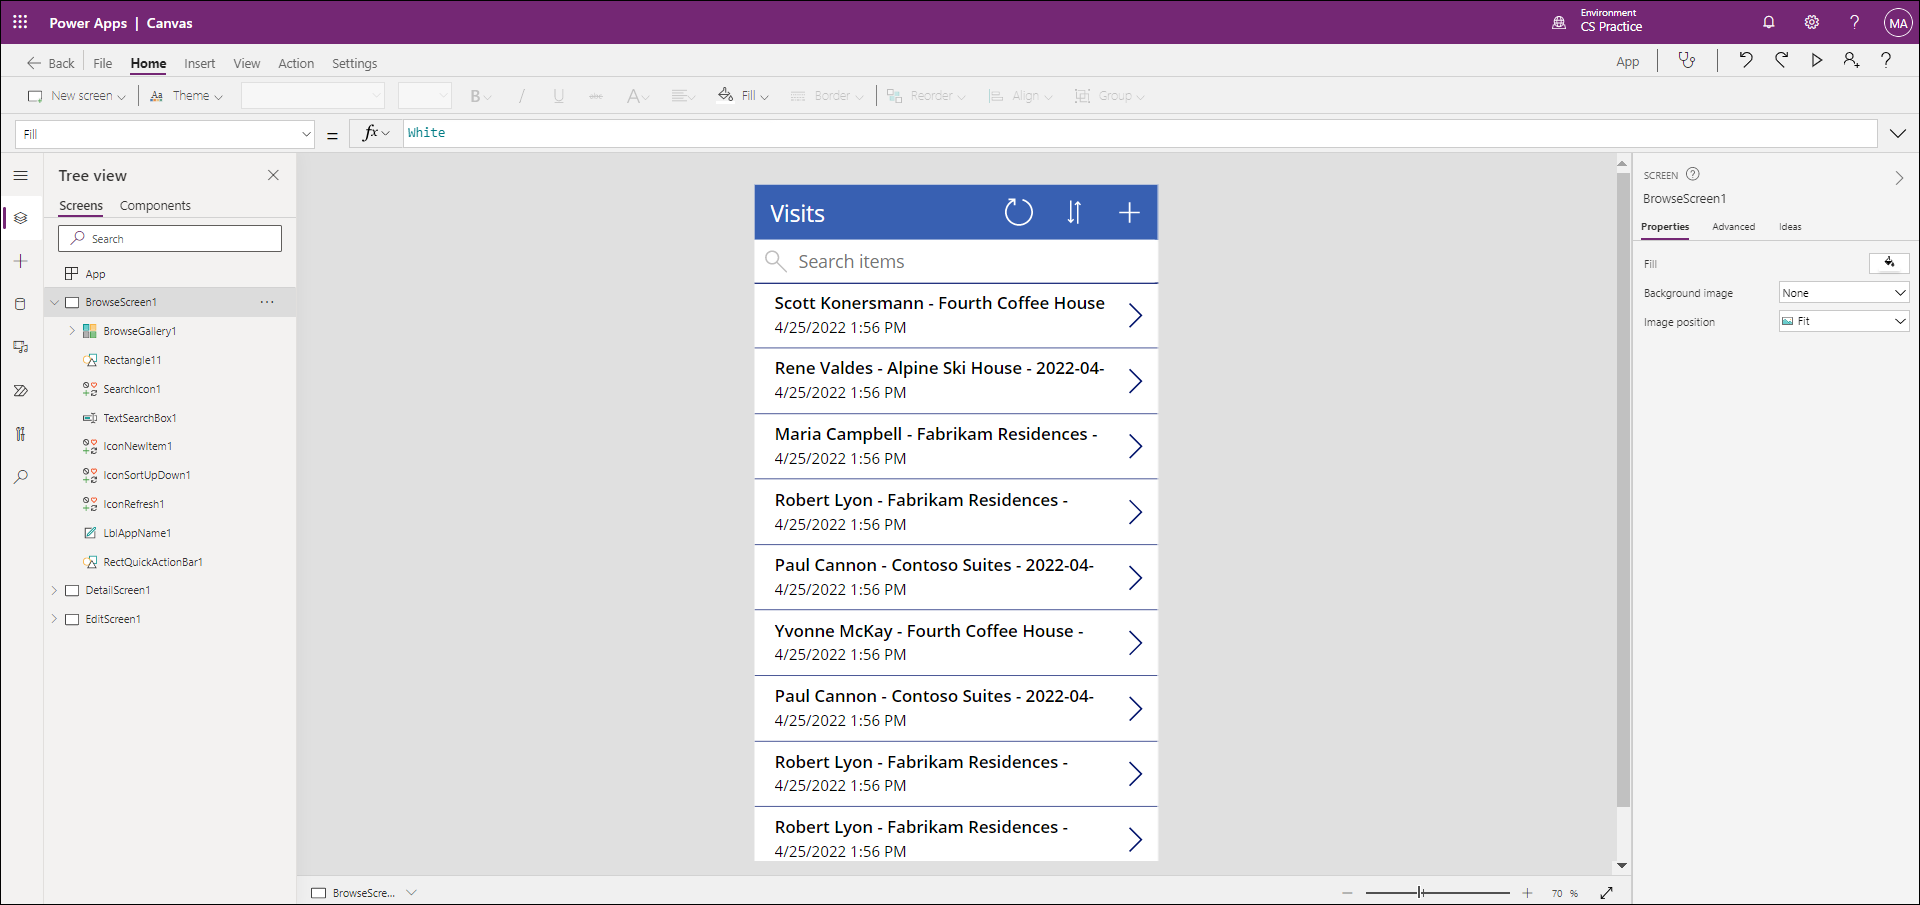 Power Apps | Canvas
Environment
CS Practice
MA
Back File Home Insert View Action Settings
App
New screen Theme
B I U abc A Fill Border Reorder Align Group
Fill = fx White
Tree view
Screens Components
Search
App
BrowseScreen1 ...
BrowseGallery1
Rectangle11
SearchIcon1
TextSearchBox1
IconNewItem1
IconSortUpDown1
IconRefresh1
LblAppName1
RectQuickActionBar1
DetailScreen1
EditScreen1
Visits
Search items
Scott Konersmann - Fourth Coffee House
4/25/2022 1:56 PM
Rene Valdes - Alpine Ski House - 2022-04-
4/25/2022 1:56 PM
Maria Campbell - Fabrikam Residences -
4/25/2022 1:56 PM
Robert Lyon - Fabrikam Residences -
4/25/2022 1:56 PM
Paul Cannon - Contoso Suites - 2022-04-
4/25/2022 1:56 PM
Yvonne McKay - Fourth Coffee House -
4/25/2022 1:56 PM
Paul Cannon - Contoso Suites - 2022-04-
4/25/2022 1:56 PM
Robert Lyon - Fabrikam Residences -
4/25/2022 1:56 PM
Robert Lyon - Fabrikam Residences -
4/25/2022 1:56 PM
SCREEN
BrowseScreen1
Properties Advanced Ideas
Fill
Background image None
Image position Fit
BrowseScre...
70 %